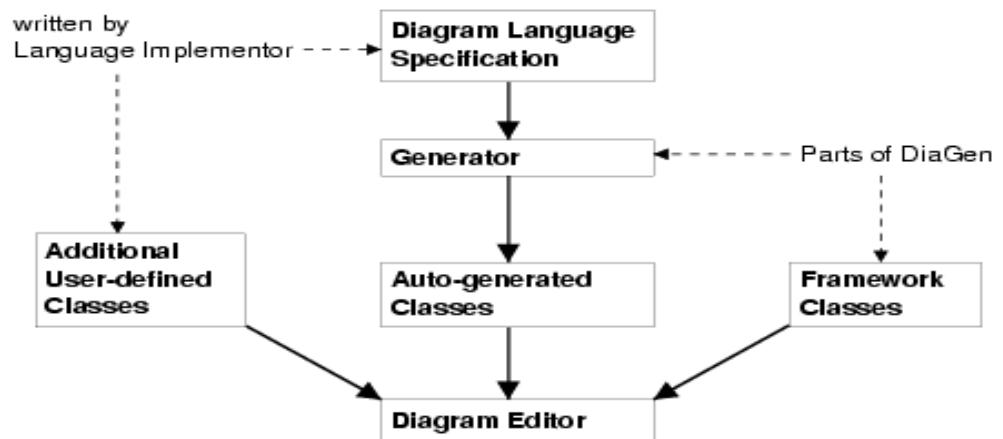 written by
Language Implementor
Diagram Language
Specification
Generator
Parts of DiaGen
Additional
User-defined
Classes
Auto-generated
Classes
Framework
Classes
Diagram Editor